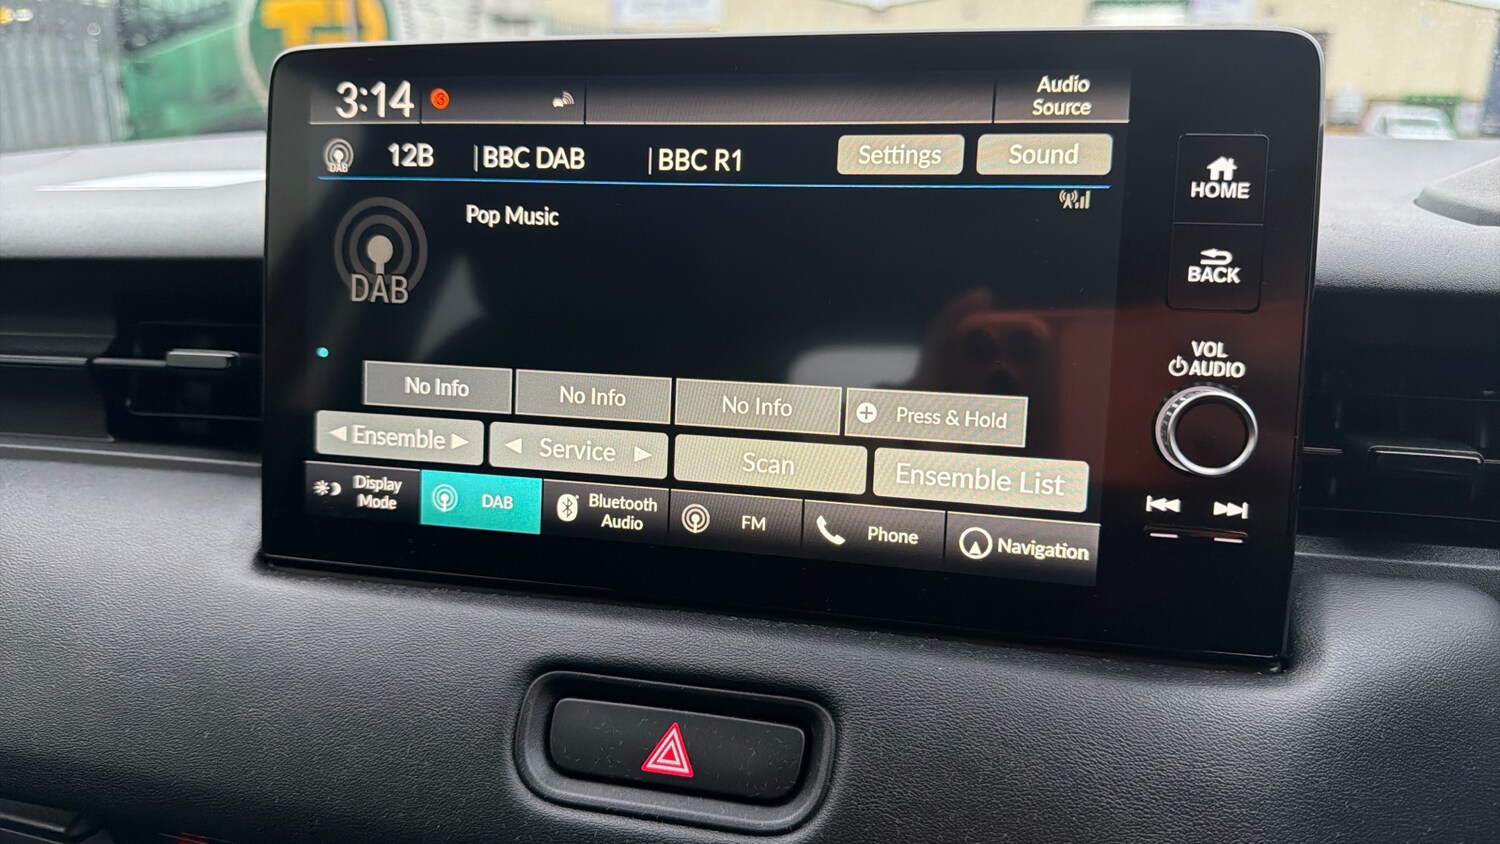 3:14
3
Audio
Source
DAB
12B
|BBC DAB
|BBC R1
Settings
Sound
Pop Music
DAB
No Info
No Info
No Info
Press & Hold
Ensemble
Service
Scan
Ensemble List
Display
Mode
DAB
Bluetooth
Audio
FM
Phone
Navigation
HOME
BACK
VOL
AUDIO